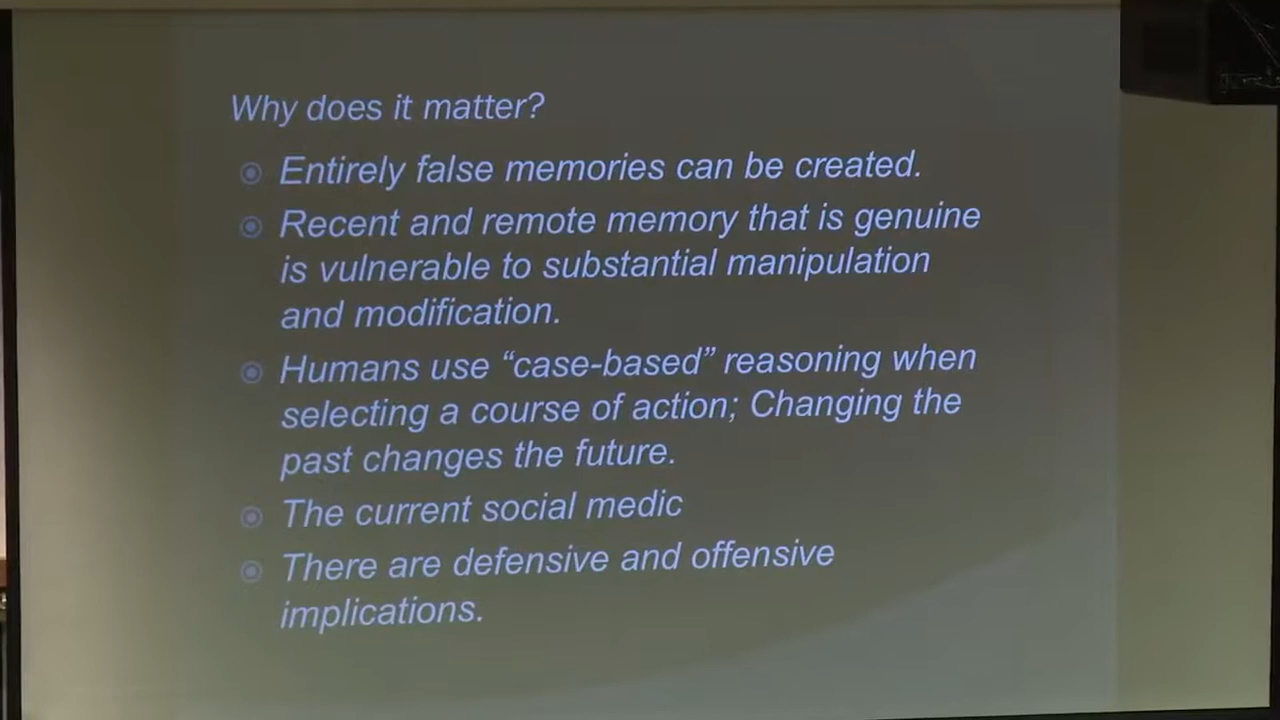 Why does it matter?
Entirely false memories can be created.
Recent and remote memory that is genuine
is vulnerable to substantial manipulation
and modification.
Humans use “case-based” reasoning when
selecting a course of action; Changing the
past changes the future.
The current social medic
There are defensive and offensive
implications.